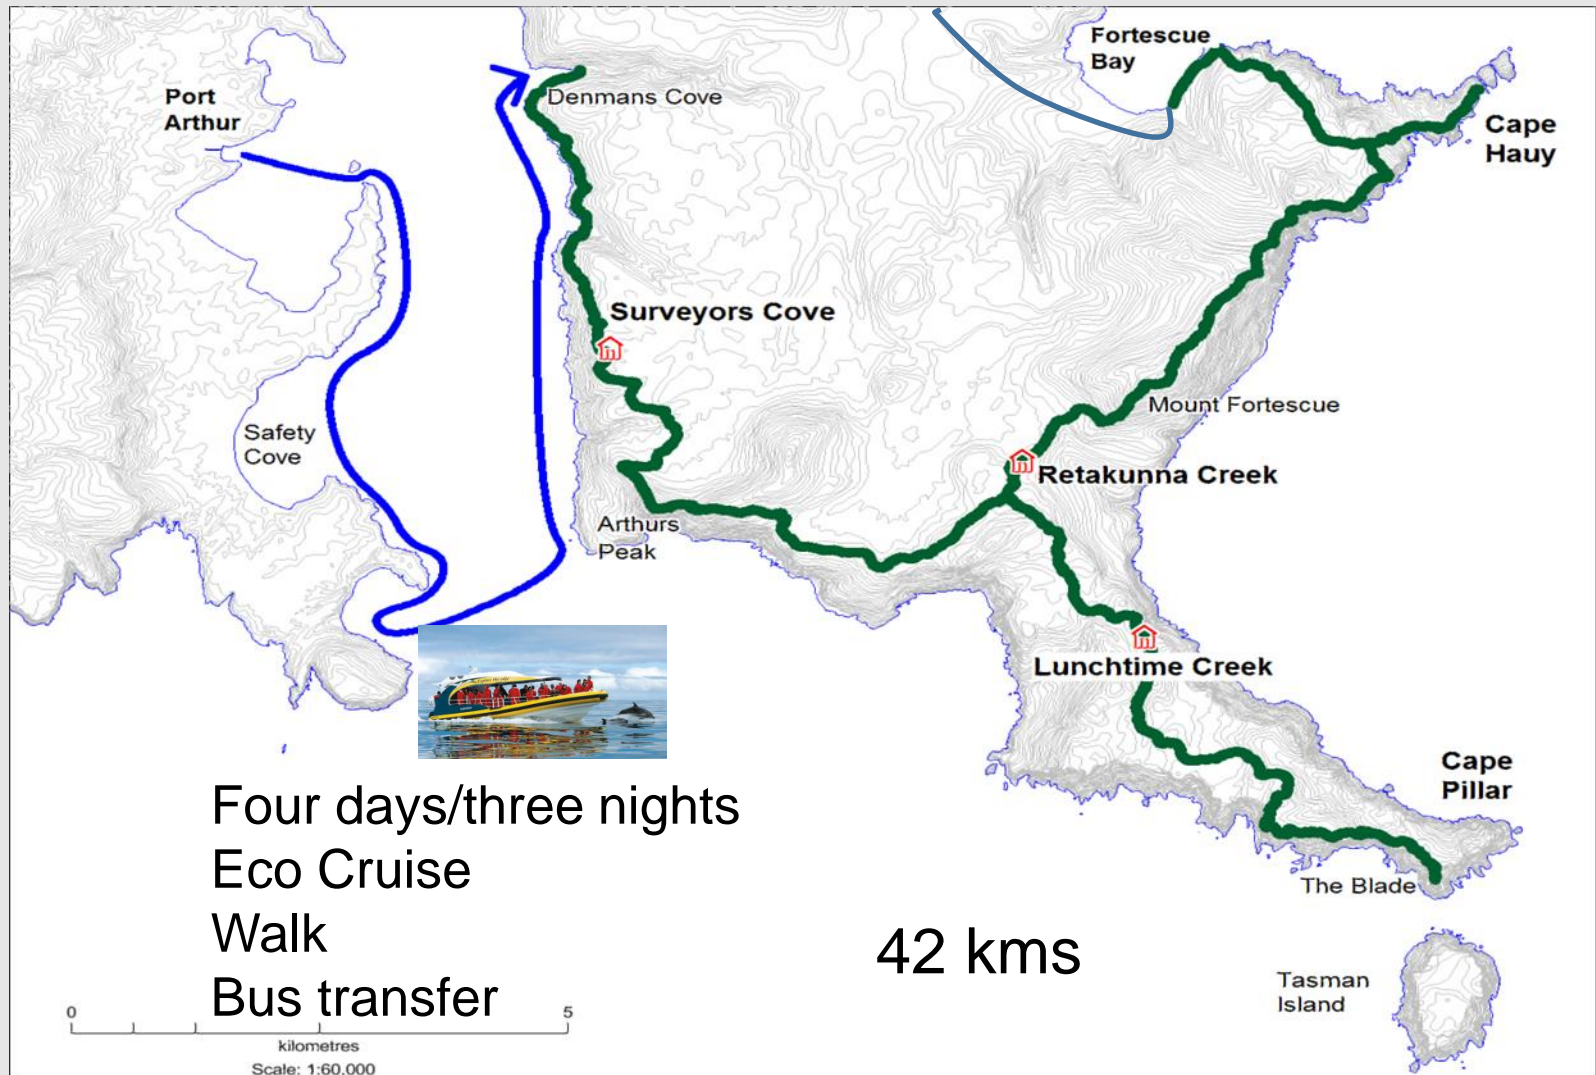 Fortescue
Bay
Port
Arthur
Denmans Cove
Cape
Hauy
Surveyors Cove
Mount Fortescue
Safety
Cove
Retakunna Creek
Arthurs
Peak
Lunchtime Creek
Cape
Pillar
Four days/three nights
Eco Cruise
Walk
Bus transfer
The Blade
42 kms
Tasman
Island
0 5
kilometres
Scale: 1:60,000